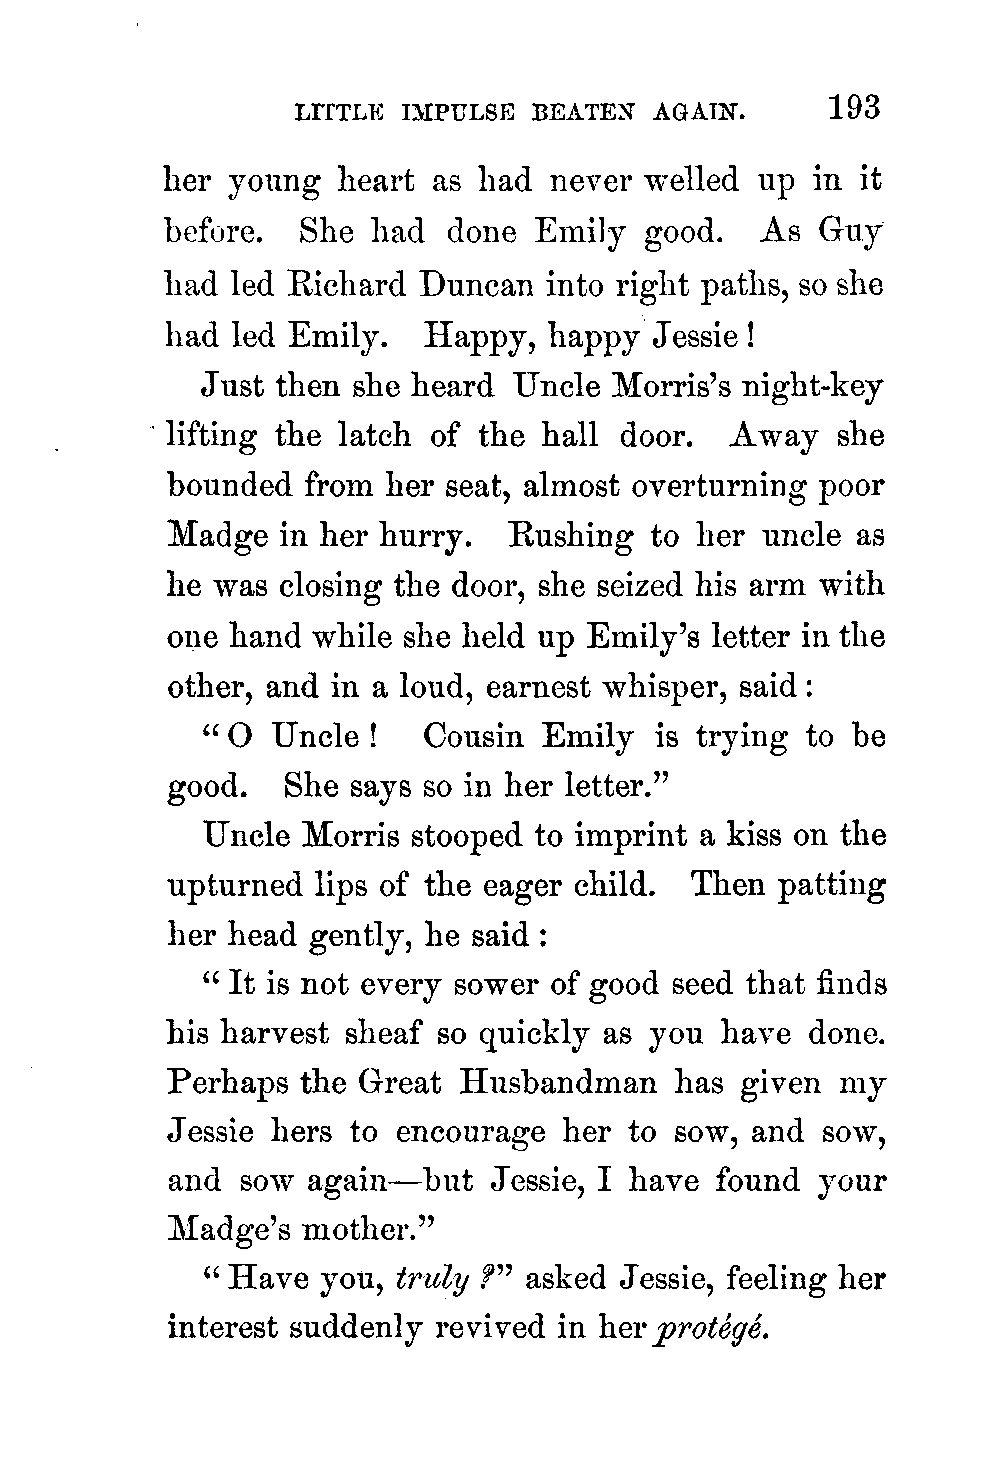 LITTLE IMPULSE BEATEN AGAIN. 193
her young heart as had never welled up in it
before. She had done Emily good. As Guy
had led Richard Duncan into right paths, so she
had led Emily. Happy, happy Jessie!
Just then she heard Uncle Morris's night-key
lifting the latch of the hall door. Away she
bounded from her seat, almost overturning poor
Madge in her hurry. Rushing to her uncle as
he was closing the door, she seized his arm with
one hand while she held up Emily's letter in the
other, and in a loud, earnest whisper, said:
"O Uncle! Cousin Emily is trying to be
good. She says so in her letter."
Uncle Morris stooped to imprint a kiss on the
upturned lips of the eager child. Then patting
her head gently, he said:
"It is not every sower of good seed that finds
his harvest sheaf so quickly as you have done.
Perhaps the Great Husbandman has given my
Jessie hers to encourage her to sow, and sow,
and sow again—but Jessie, I have found your
Madge's mother."
"Have you, truly?" asked Jessie, feeling her
interest suddenly revived in her protégé.